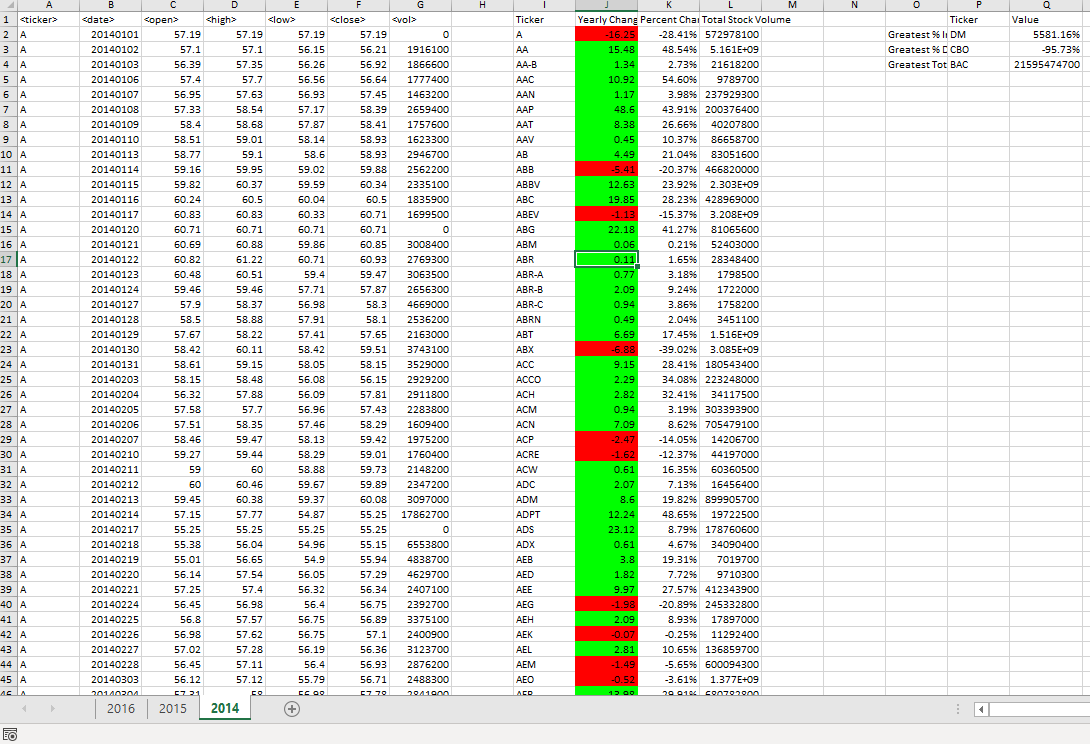 A B C D E F G H I J K L M N O P Q
1 <ticker> <date> <open> <high> <low> <close> <vol> Ticker Yearly Chang Percent Char Total Stock Volume Ticker Value
2 A 20140101 57.19 57.19 57.19 57.19 0 A -16.25 -28.41% 572978100 Greatest % I DM 5581.16%
3 A 20140102 57.1 57.1 56.15 56.21 1916100 AA 15.48 48.54% 5.161E+09 Greatest % D CBO -95.73%
4 A 20140103 56.39 57.35 56.26 56.92 1866600 AA-B 1.34 2.73% 21618200 Greatest Tot BAC 21595474700
5 A 20140106 57.4 57.7 56.56 56.64 1777400 AAC 10.92 54.60% 9789700
6 A 20140107 56.95 57.63 56.93 57.45 1463200 AAN 1.17 3.98% 237929300
7 A 20140108 57.33 58.54 57.17 58.39 2659400 AAP 48.6 43.91% 200376400
8 A 20140109 58.4 58.68 57.87 58.41 1757600 AAT 8.38 26.66% 40207800
9 A 20140110 58.51 59.01 58.14 58.93 1623300 AAV 0.45 10.37% 86658700
10 A 20140113 58.77 59.1 58.6 58.93 2946700 AB 4.49 21.04% 83051600
11 A 20140114 59.16 59.95 59.02 59.88 2562200 ABB -5.41 -20.37% 466820000
12 A 20140115 59.82 60.37 59.59 60.34 2335100 ABBV 12.63 23.92% 2.303E+09
13 A 20140116 60.24 60.5 60.04 60.5 1835900 ABC 19.85 28.23% 428969000
14 A 20140117 60.83 60.83 60.33 60.71 1699500 ABEV -1.13 -15.37% 3.208E+09
15 A 20140120 60.71 60.71 60.71 60.71 0 ABG 22.18 41.27% 81065600
16 A 20140121 60.69 60.88 59.86 60.85 3008400 ABM 0.06 0.21% 52403000
17 A 20140122 60.82 61.22 60.71 60.93 2769300 ABR 0.11 1.65% 28348400
18 A 20140123 60.48 60.51 59.4 59.47 3063500 ABR-A 0.77 3.18% 1798500
19 A 20140124 59.46 59.46 57.71 57.87 2656300 ABR-B 2.09 9.24% 1722000
20 A 20140127 57.9 58.37 56.98 58.3 4669000 ABR-C 0.94 3.86% 1758200
21 A 20140128 58.5 58.88 57.91 58.1 2536200 ABRN 0.49 2.04% 3451100
22 A 20140129 57.67 58.22 57.41 57.65 2163000 ABT 6.69 17.45% 1.516E+09
23 A 20140130 58.42 60.11 58.42 59.51 3743100 ABX -6.88 -39.02% 3.085E+09
24 A 20140131 58.61 59.15 58.05 58.15 3529000 ACC 9.15 28.41% 180543400
25 A 20140203 58.15 58.48 56.08 56.15 2929200 ACCO 2.29 34.08% 223248000
26 A 20140204 56.32 57.88 56.09 57.81 2911800 ACH 2.82 32.41% 34117500
27 A 20140205 57.58 57.7 56.96 57.43 2283800 ACM 0.94 3.19% 303393900
28 A 20140206 57.51 58.35 57.46 58.29 1609400 ACN 7.09 8.62% 705479100
29 A 20140207 58.46 59.47 58.13 59.42 1975200 ACP -2.47 -14.05% 14206700
30 A 20140210 59.27 59.44 58.29 59.01 1760400 ACRE -1.62 -12.37% 44197000
31 A 20140211 59 60 58.88 59.73 2148200 ACW 0.61 16.35% 60360500
32 A 20140212 60 60.46 59.67 59.89 2347200 ADC 2.07 7.13% 16456400
33 A 20140213 59.45 60.38 59.37 60.08 3097000 ADM 8.6 19.82% 899905700
34 A 20140214 57.15 57.77 54.87 55.25 17862700 ADPT 12.24 48.65% 19722500
35 A 20140217 55.25 55.25 55.25 55.25 0 ADS 23.12 8.79% 178760600
36 A 20140218 55.38 56.04 54.96 55.15 6553800 ADX 0.61 4.67% 34090400
37 A 20140219 55.01 56.65 54.9 55.94 4838700 AEB 3.8 19.31% 7019700
38 A 20140220 56.14 57.54 56.05 57.29 4629700 AED 1.82 7.72% 9710300
39 A 20140221 57.25 57.4 56.32 56.34 2407100 AEE 9.97 27.57% 412343900
40 A 20140224 56.45 56.98 56.4 56.75 2392700 AEG -1.98 -20.89% 245332800
41 A 20140225 56.8 57.57 56.75 56.89 3375100 AEH 2.09 8.93% 17897000
42 A 20140226 56.98 57.62 56.75 57.1 2400900 AEK -0.07 -0.25% 11292400
43 A 20140227 57.02 57.28 56.19 56.36 3123700 AEL 2.81 10.65% 136859700
44 A 20140228 56.45 57.11 56.4 56.93 2876200 AEM -1.49 -5.65% 600094300
45 A 20140303 56.12 57.12 55.79 56.71 2488300 AEO -0.52 -3.61% 1.377E+09
46 A 20140304 57.31 58 56.98 57.78 2841900 AEP 13.98 29.91% 680782800
2016 2015 2014